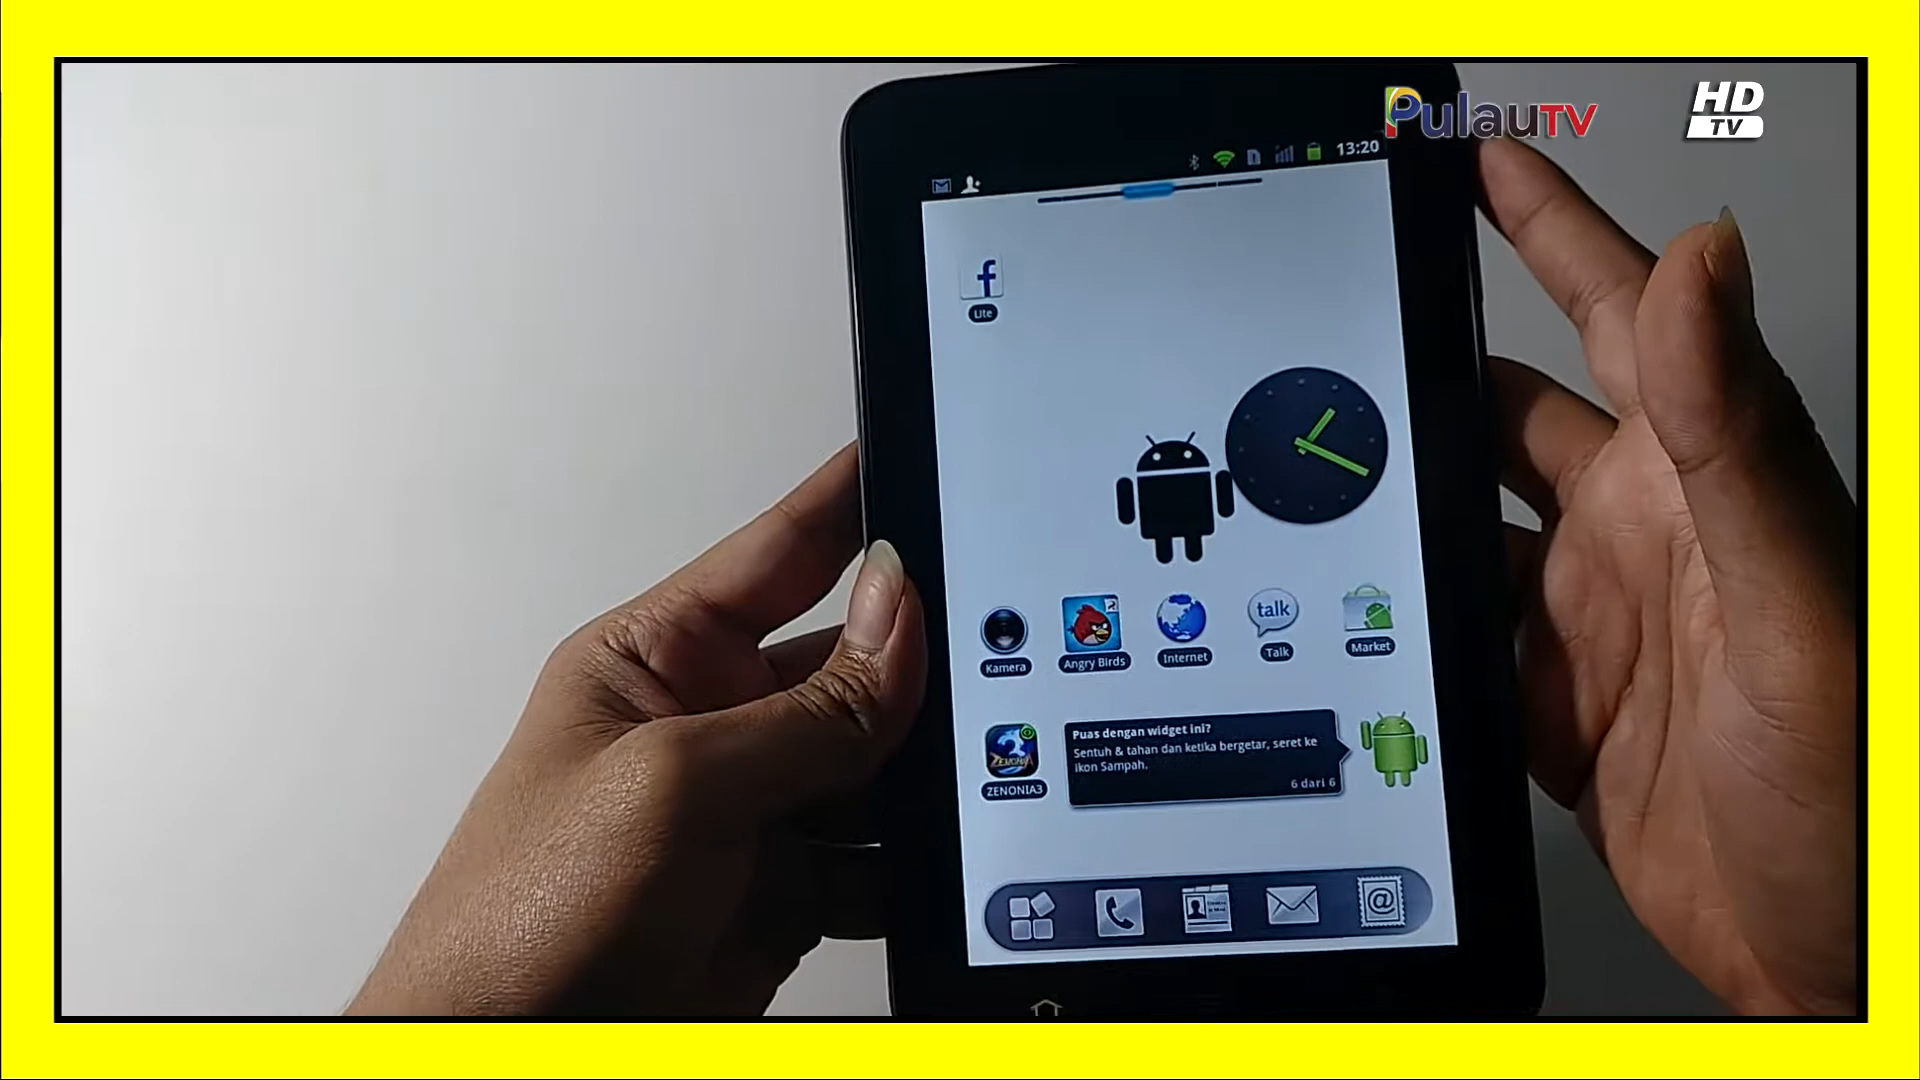 PulauTV
HD
TV
13:20
f
Lite
Kamera
Angry Birds
Internet
talk
Talk
Market
ZENONIA
ZENONIA3
Puas dengan widget ini?
Sentuh & tahan dan ketika bergetar, seret ke
ikon Sampah.
6 dari 6
@